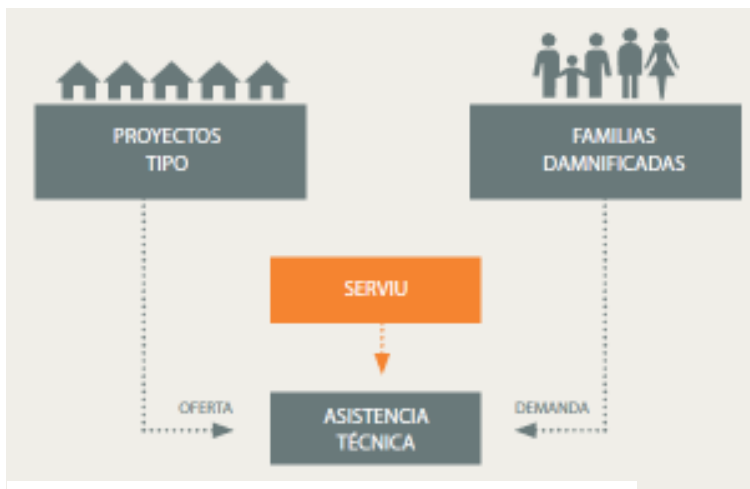 PROYECTOS
TIPO
FAMILIAS
DAMNIFICADAS
SERVIU
OFERTA
DEMANDA
ASISTENCIA
TÉCNICA